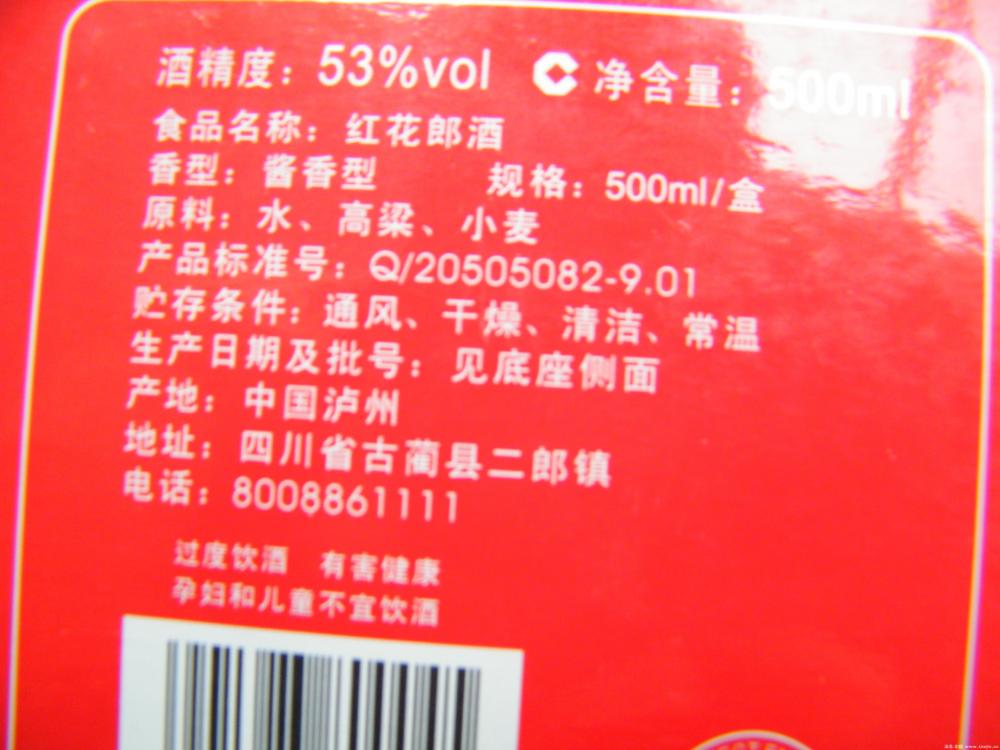 酒精度：53%vol 净含量：500ml
食品名称：红花郎酒
香型：酱香型 规格：500ml/盒
原料：水、高粱、小麦
产品标准号：Q/20505082-9.01
贮存条件：通风、干燥、清洁、常温
生产日期及批号：见底座侧面
产地：中国泸州
地址：四川省古蔺县二郎镇
电话：8008861111
过度饮酒 有害健康
孕妇和儿童不宜饮酒